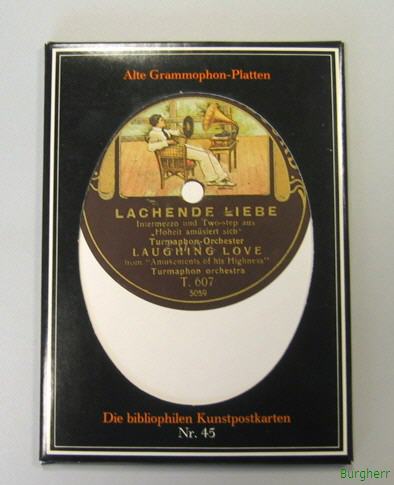 Alte Grammophon-Platten
LACHENDE LIEBE
Intermezzo und Two-step aus
„Hoheit amüsiert sich"
Turmaphon-Orchester
LAUGHING LOVE
from "Amusements of his Highness"
Turmaphon orchestra
T. 607
5059
Die bibliophilen Kunstpostkarten
Nr. 45
Burgherr